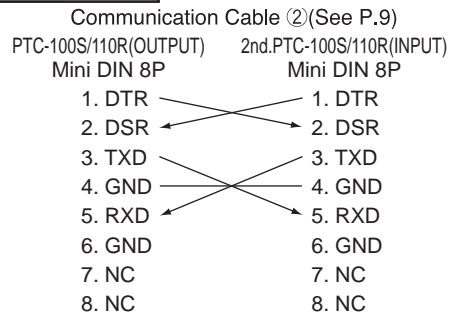 Communication Cable ②(See P.9)
PTC-100S/110R(OUTPUT) 2nd.PTC-100S/110R(INPUT)
Mini DIN 8P Mini DIN 8P
1. DTR 1. DTR
2. DSR 2. DSR
3. TXD 3. TXD
4. GND 4. GND
5. RXD 5. RXD
6. GND 6. GND
7. NC 7. NC
8. NC 8. NC